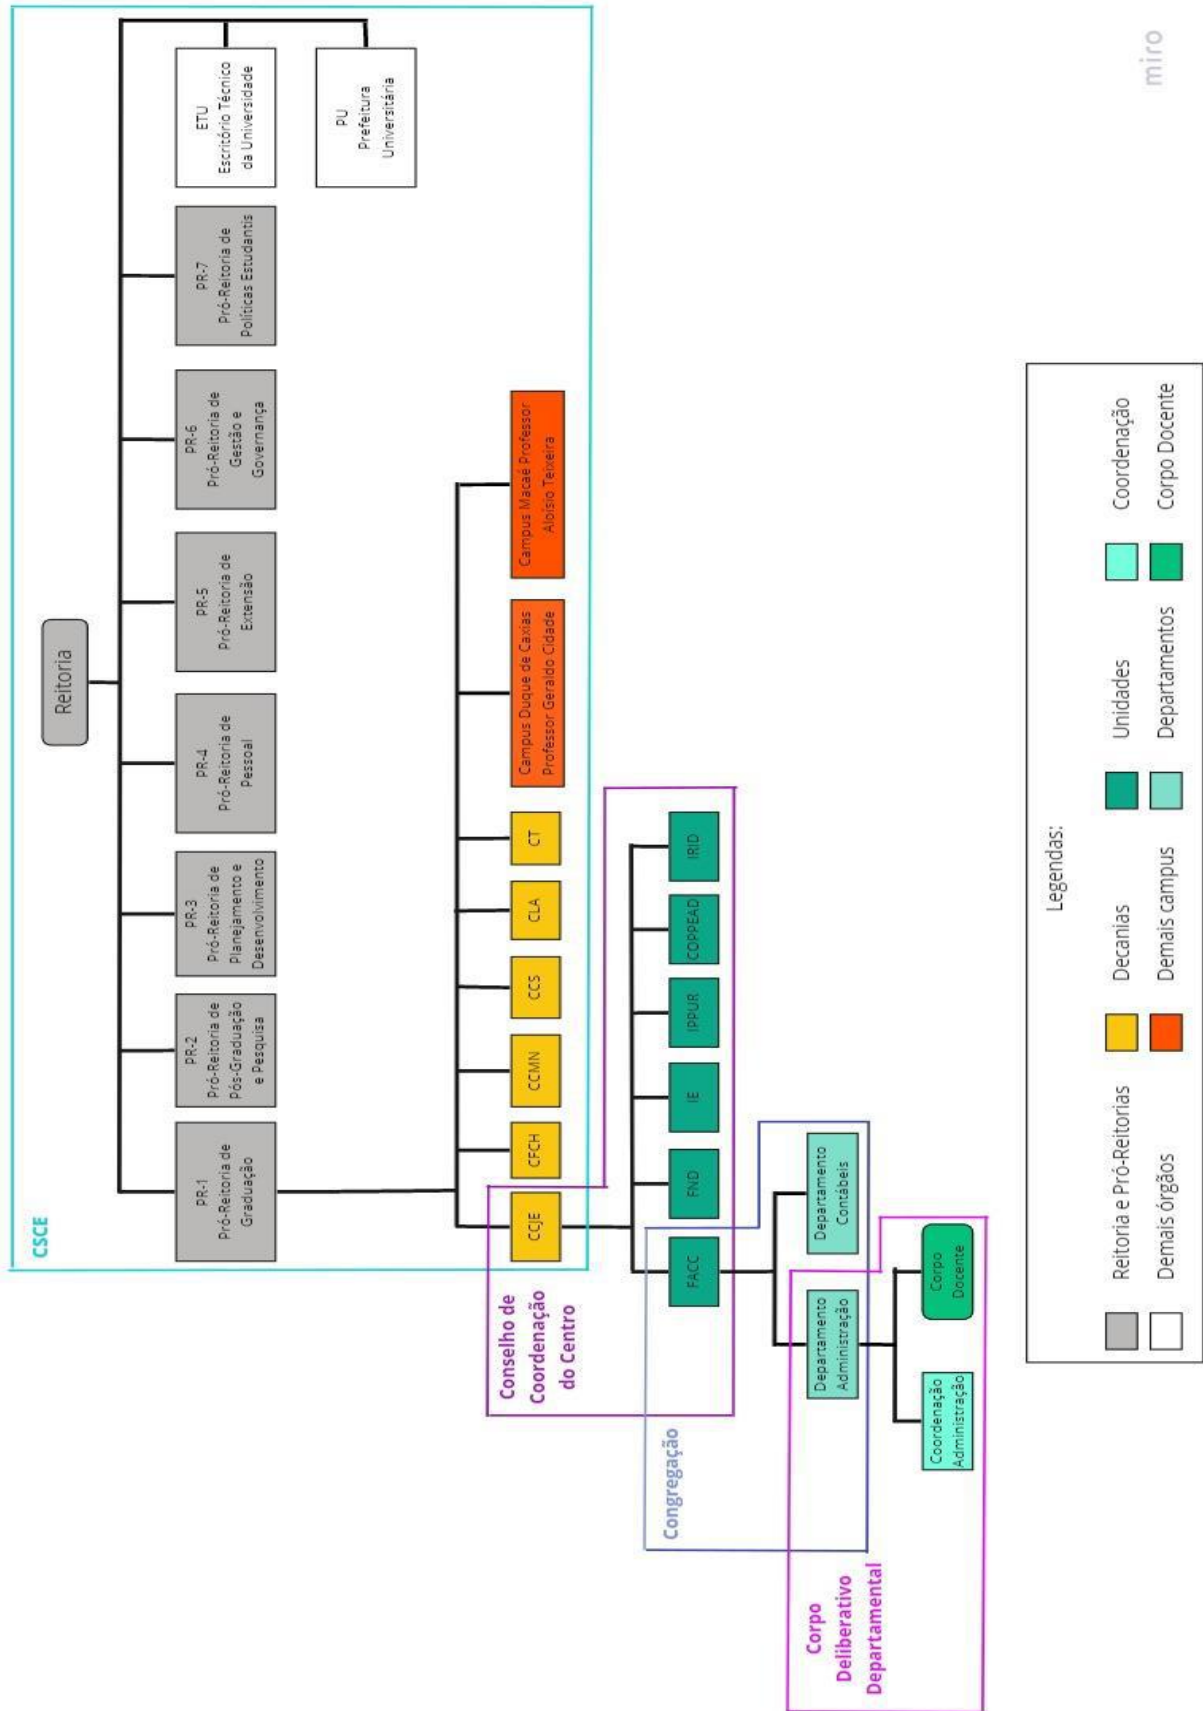 CSCE
Reitoria
PR-1
Pró-Reitoria de
Graduação
PR-2
Pró-Reitoria de
Pós-Graduação
e Pesquisa
PR-3
Pró-Reitoria de
Planejamento e
Desenvolvimento
PR-4
Pró-Reitoria de
Pessoal
PR-5
Pró-Reitoria de
Extensão
PR-6
Pró-Reitoria de
Gestão e
Governança
PR-7
Pró-Reitoria de
Políticas Estudantis
ETU
Escritório Técnico
da Universidade
PU
Prefeitura
Universitária
CCJE
CFCH
CCMN
CCS
CLA
CT
Campus Duque de Caxias
Professor Geraldo Cidade
Campus Macaé Professor
Aloísio Teixeira
Conselho de
Coordenação
do Centro
FACC
FND
IE
IPPUR
COPPEAD
IRID
Congregação
Departamento
Administração
Departamento
Contábeis
Corpo
Deliberativo
Departamental
Coordenação
Administração
Corpo
Docente
Legendas:
Reitoria e Pró-Reitorias
Decanias
Unidades
Coordenação
Demais órgãos
Demais campus
Departamentos
Corpo Docente
miro